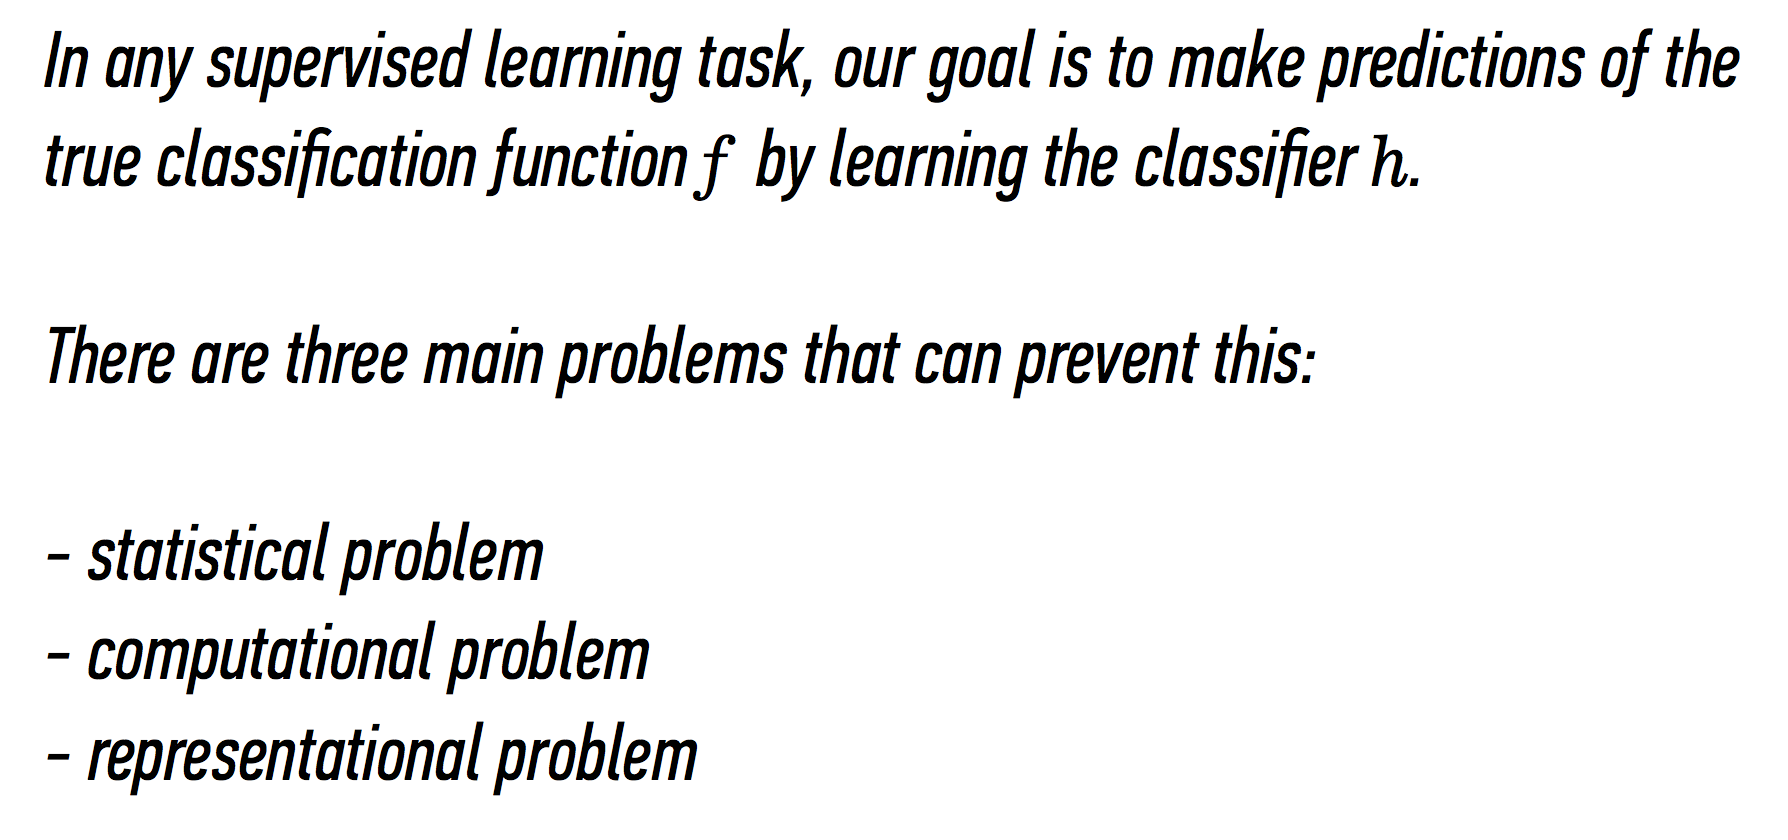 In any supervised learning task, our goal is to make predictions of the
true classification function f by learning the classifier h.
There are three main problems that can prevent this:
- statistical problem
- computational problem
- representational problem